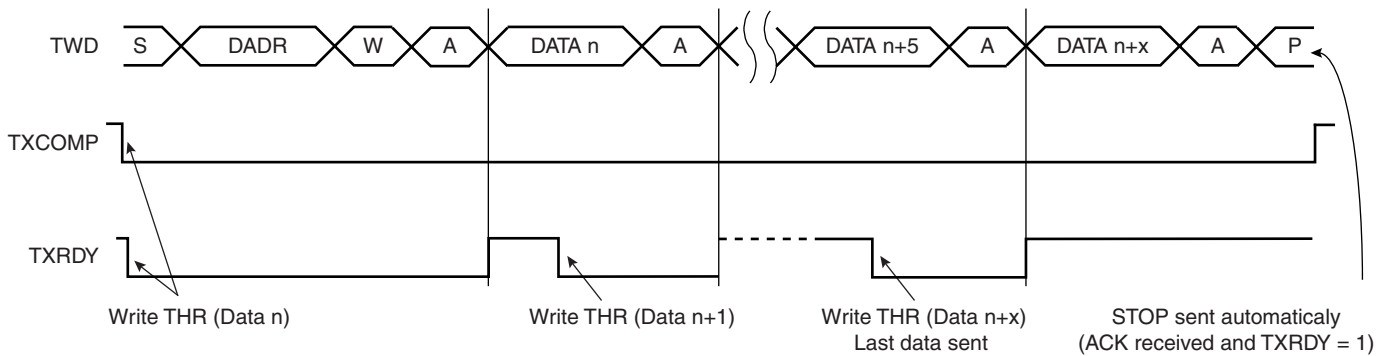 TWD S DADR W A DATA n A DATA n+5 A DATA n+x A P
TXCOMP
TXRDY
Write THR (Data n)
Write THR (Data n+1)
Write THR (Data n+x)
Last data sent
STOP sent automaticaly
(ACK received and TXRDY = 1)